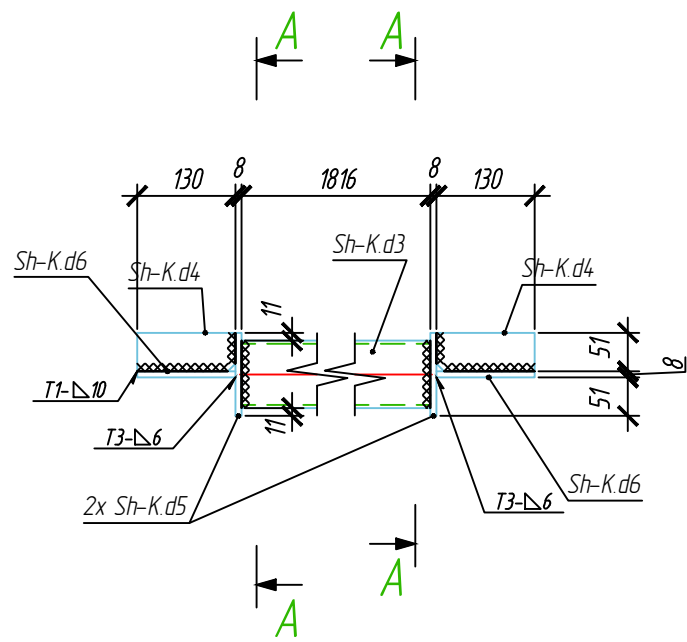 A A
130 8 1816 8 130
Sh-K.d3
Sh-K.d6
Sh-K.d4
Sh-K.d4
11
51
8
T1-⊿10
51
11
T3-⊿6
Sh-K.d6
2x Sh-K.d5
T3-⊿6
A
A